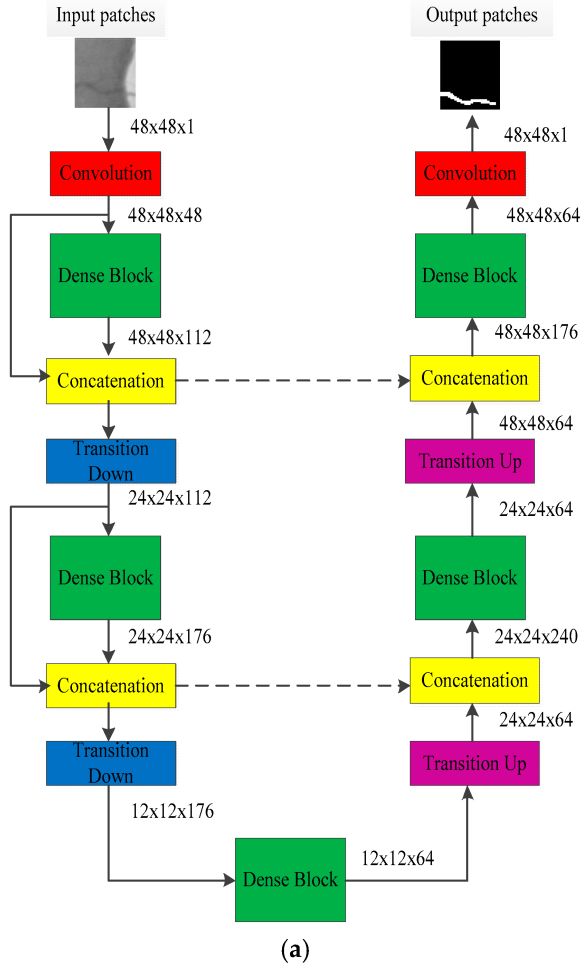 Input patches
48x48x1
Convolution
48x48x48
Dense Block
48x48x112
Concatenation
Transition
Down
24x24x112
Dense Block
24x24x176
Concatenation
Transition
Down
12x12x176
Dense Block
12x12x64
Output patches
48x48x1
Convolution
48x48x64
Dense Block
48x48x176
Concatenation
48x48x64
Transition Up
24x24x64
Dense Block
24x24x240
Concatenation
24x24x64
Transition Up
(a)